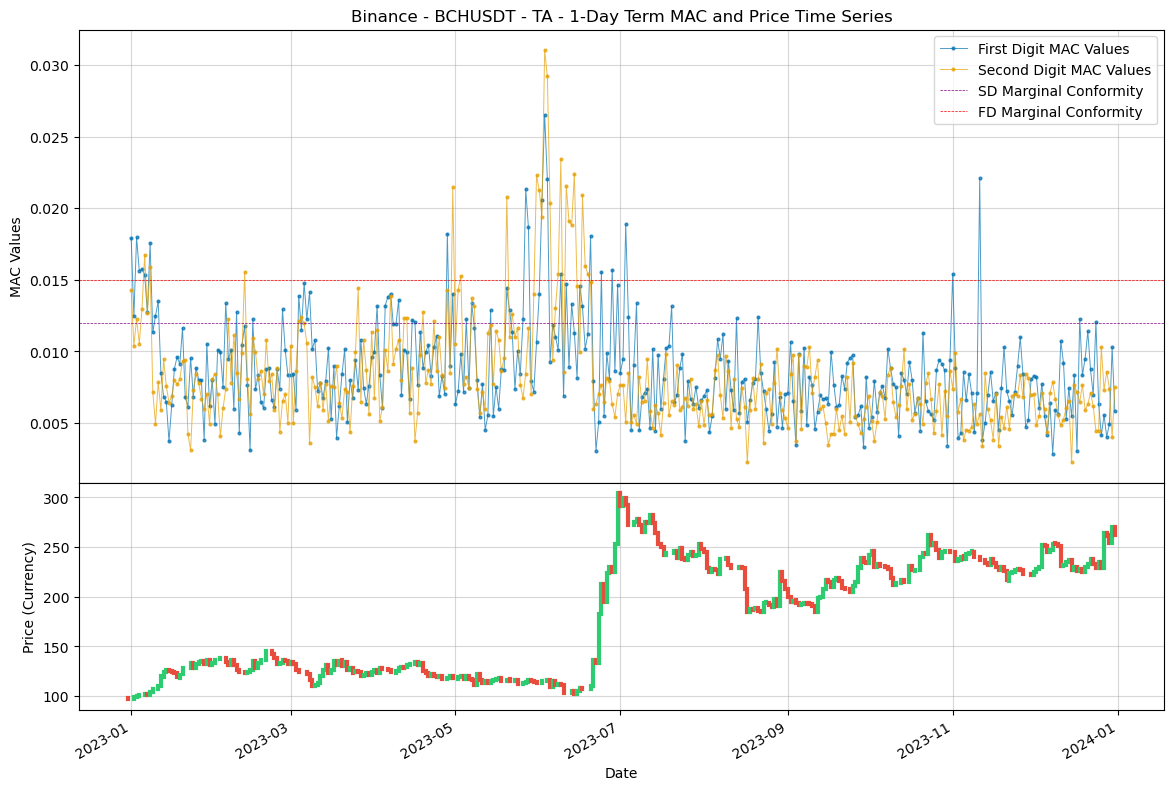 Binance - BCHUSDT - TA - 1-Day Term MAC and Price Time Series
First Digit MAC Values
Second Digit MAC Values
SD Marginal Conformity
FD Marginal Conformity
MAC Values
0.030
0.025
0.020
0.015
0.010
0.005
Price (Currency)
300
250
200
150
100
2023-01
2023-03
2023-05
2023-07
2023-09
2023-11
2024-01
Date